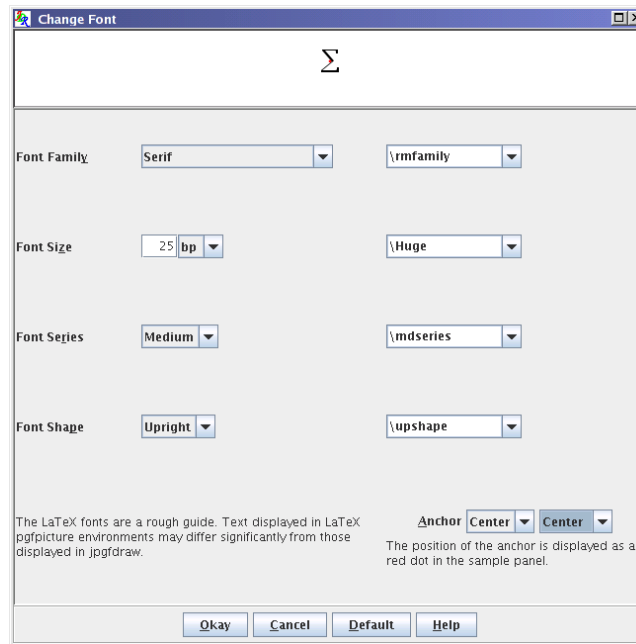 Change Font
Σ
Font Family Serif \rmfamily
Font Size 25 bp \Huge
Font Series Medium \mdseries
Font Shape Upright \upshape
Anchor Center Center
The LaTeX fonts are a rough guide. Text displayed in LaTeX
pgfpicture environments may differ significantly from those
displayed in jpgfdraw.
The position of the anchor is displayed as a
red dot in the sample panel.
Okay Cancel Default Help